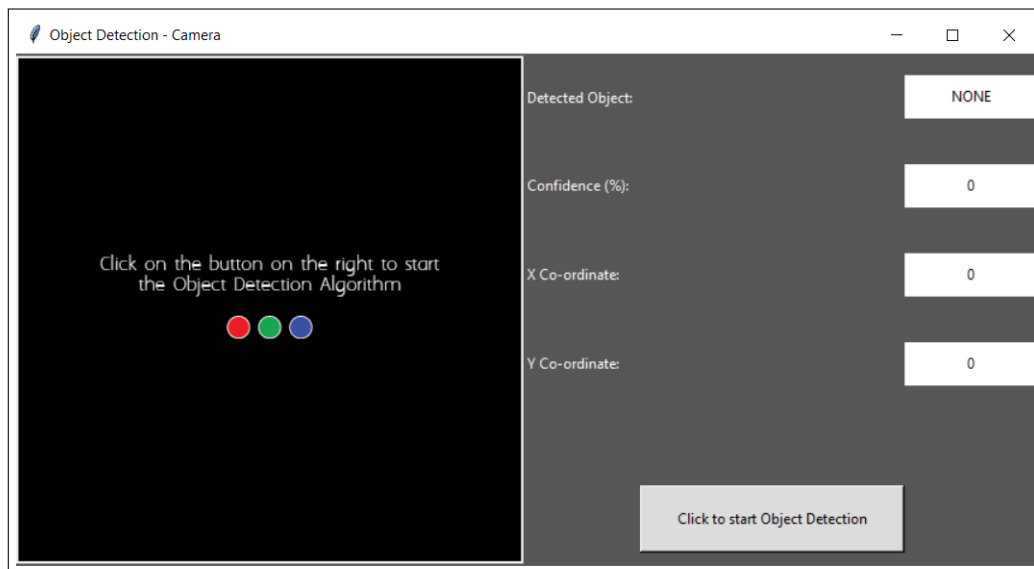 Object Detection - Camera
Click on the button on the right to start
the Object Detection Algorithm
Detected Object:
NONE
Confidence (%):
0
X Co-ordinate:
0
Y Co-ordinate:
0
Click to start Object Detection